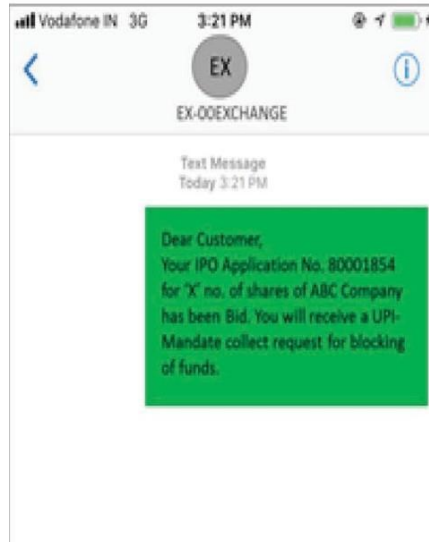 Vodafone IN 3G 3:21 PM
EX
EX-00EXCHANGE
Text Message
Today 3:21 PM
Dear Customer,
Your IPO Application No. 80001854
for 'X' no. of shares of ABC Company
has been Bid. You will receive a UPI-
Mandate collect request for blocking
of funds.